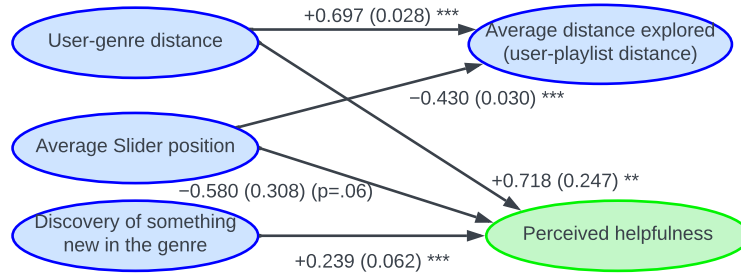 +0.697 (0.028) ***
User-genre distance
Average distance explored
(user-playlist distance)
−0.430 (0.030) ***
Average Slider position
+0.718 (0.247) **
−0.580 (0.308) (p=.06)
Discovery of something
new in the genre
Perceived helpfulness
+0.239 (0.062) ***